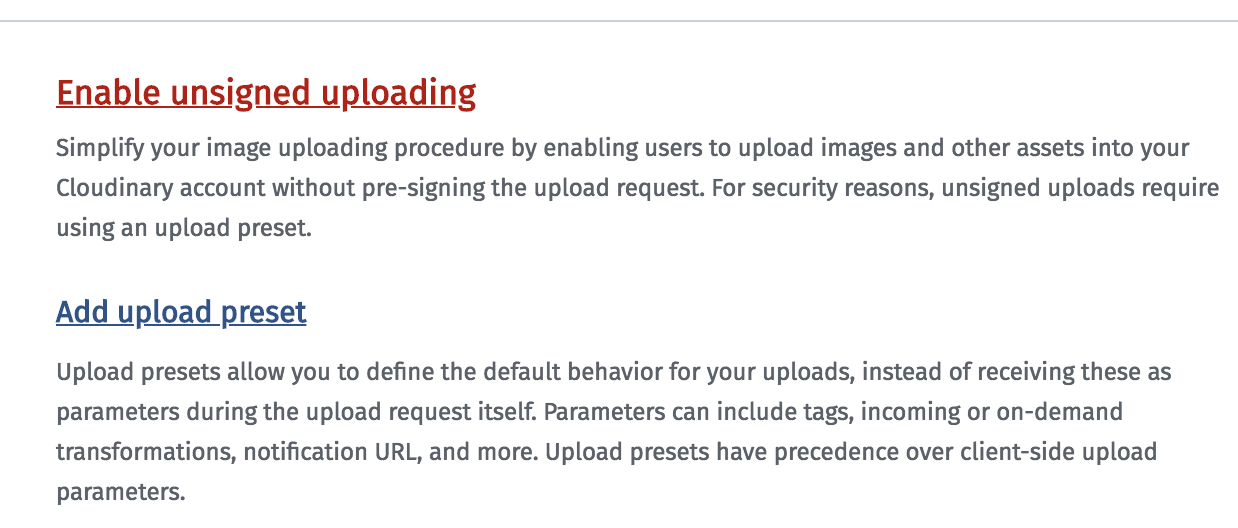 Enable unsigned uploading
Simplify your image uploading procedure by enabling users to upload images and other assets into your
Cloudinary account without pre-signing the upload request. For security reasons, unsigned uploads require
using an upload preset.
Add upload preset
Upload presets allow you to define the default behavior for your uploads, instead of receiving these as
parameters during the upload request itself. Parameters can include tags, incoming or on-demand
transformations, notification URL, and more. Upload presets have precedence over client-side upload
parameters.